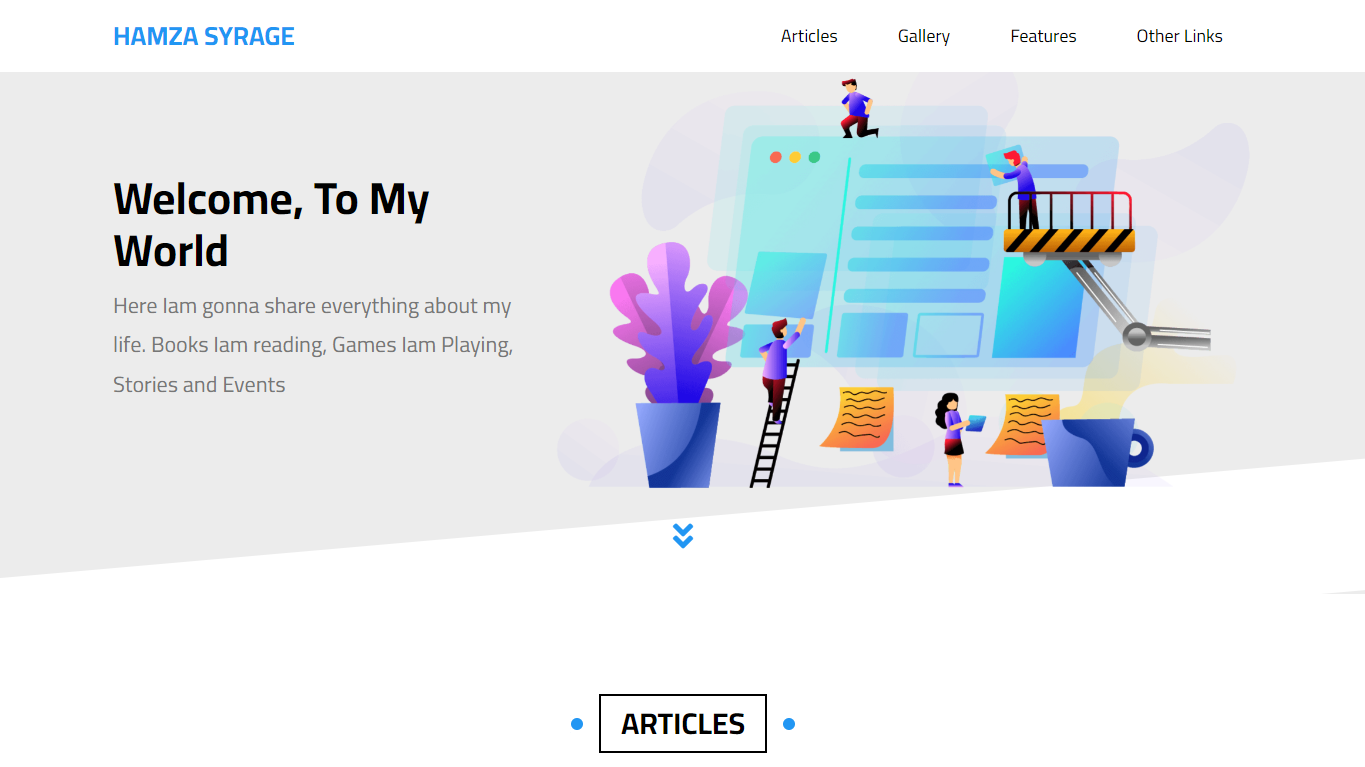 HAMZA SYRAGE
Articles
Gallery
Features
Other Links
Welcome, To My
World
Here Iam gonna share everything about my
life. Books Iam reading, Games Iam Playing,
Stories and Events
ARTICLES